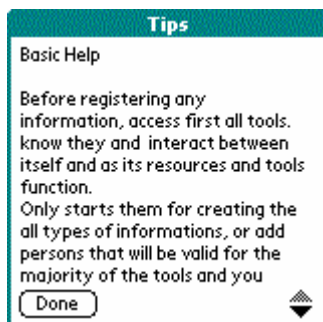 Tips
Basic Help
Before registering any
information, access first all tools.
know they and interact between
itself and as its resources and tools
function.
Only starts them for creating the
all types of informations, or add
persons that will be valid for the
majority of the tools and you
Done